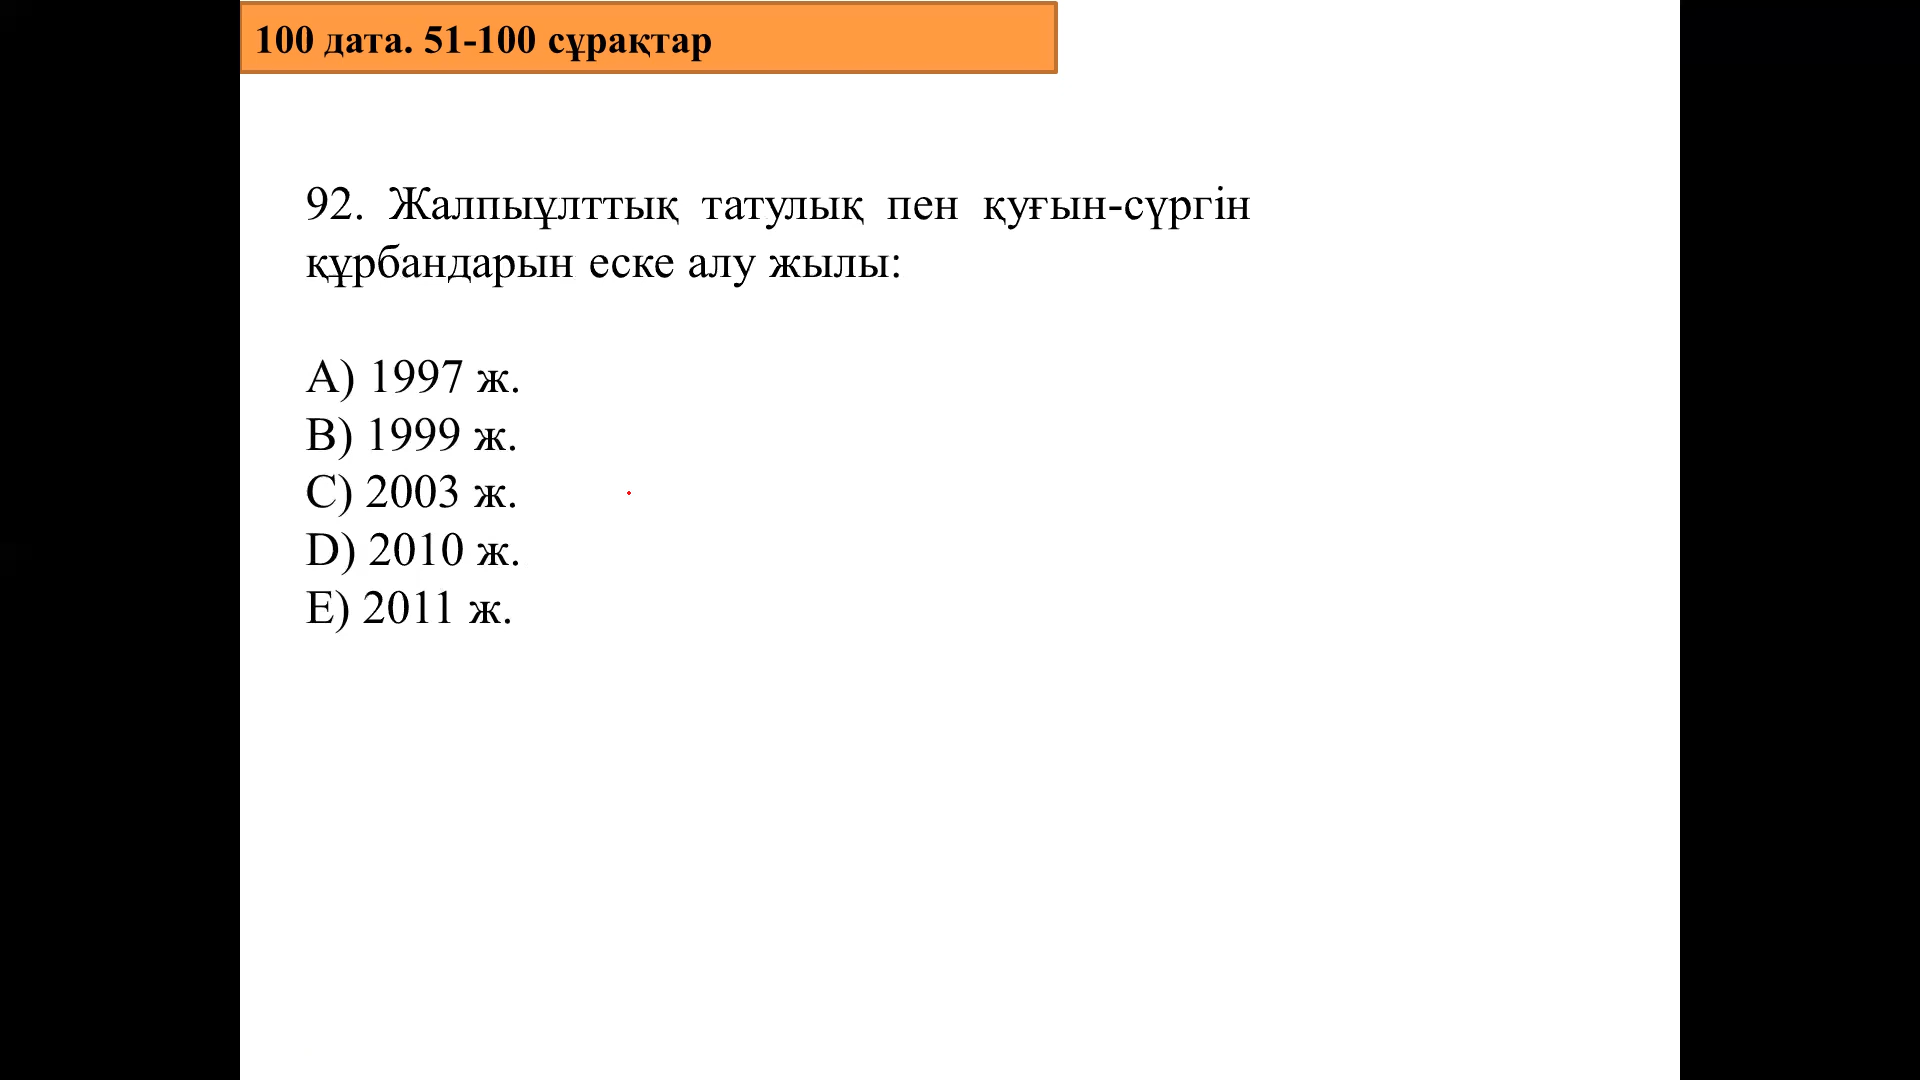 100 дата. 51-100 сұрақтар
92. Жалпыұлттық татулық пен қуғын-сүргін
құрбандарын еске алу жылы:
A) 1997 ж.
B) 1999 ж.
C) 2003 ж.
D) 2010 ж.
E) 2011 ж.